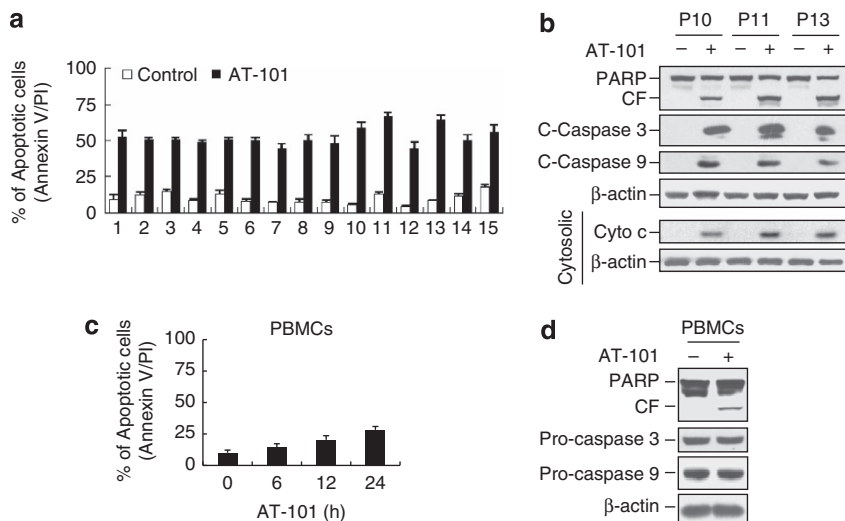 a
% of Apoptotic cells
(Annexin V/PI)
100
75
50
25
0
Control AT-101
1 2 3 4 5 6 7 8 9 10 11 12 13 14 15
b
P10 P11 P13
AT-101 – + – + – +
PARP
CF
C-Caspase 3
C-Caspase 9
β-actin
Cytosolic
Cyto c
β-actin
c
PBMCs
% of Apoptotic cells
(Annexin V/PI)
100
75
50
25
0
0 6 12 24
AT-101 (h)
d
PBMCs
AT-101 – +
PARP
CF
Pro-caspase 3
Pro-caspase 9
β-actin